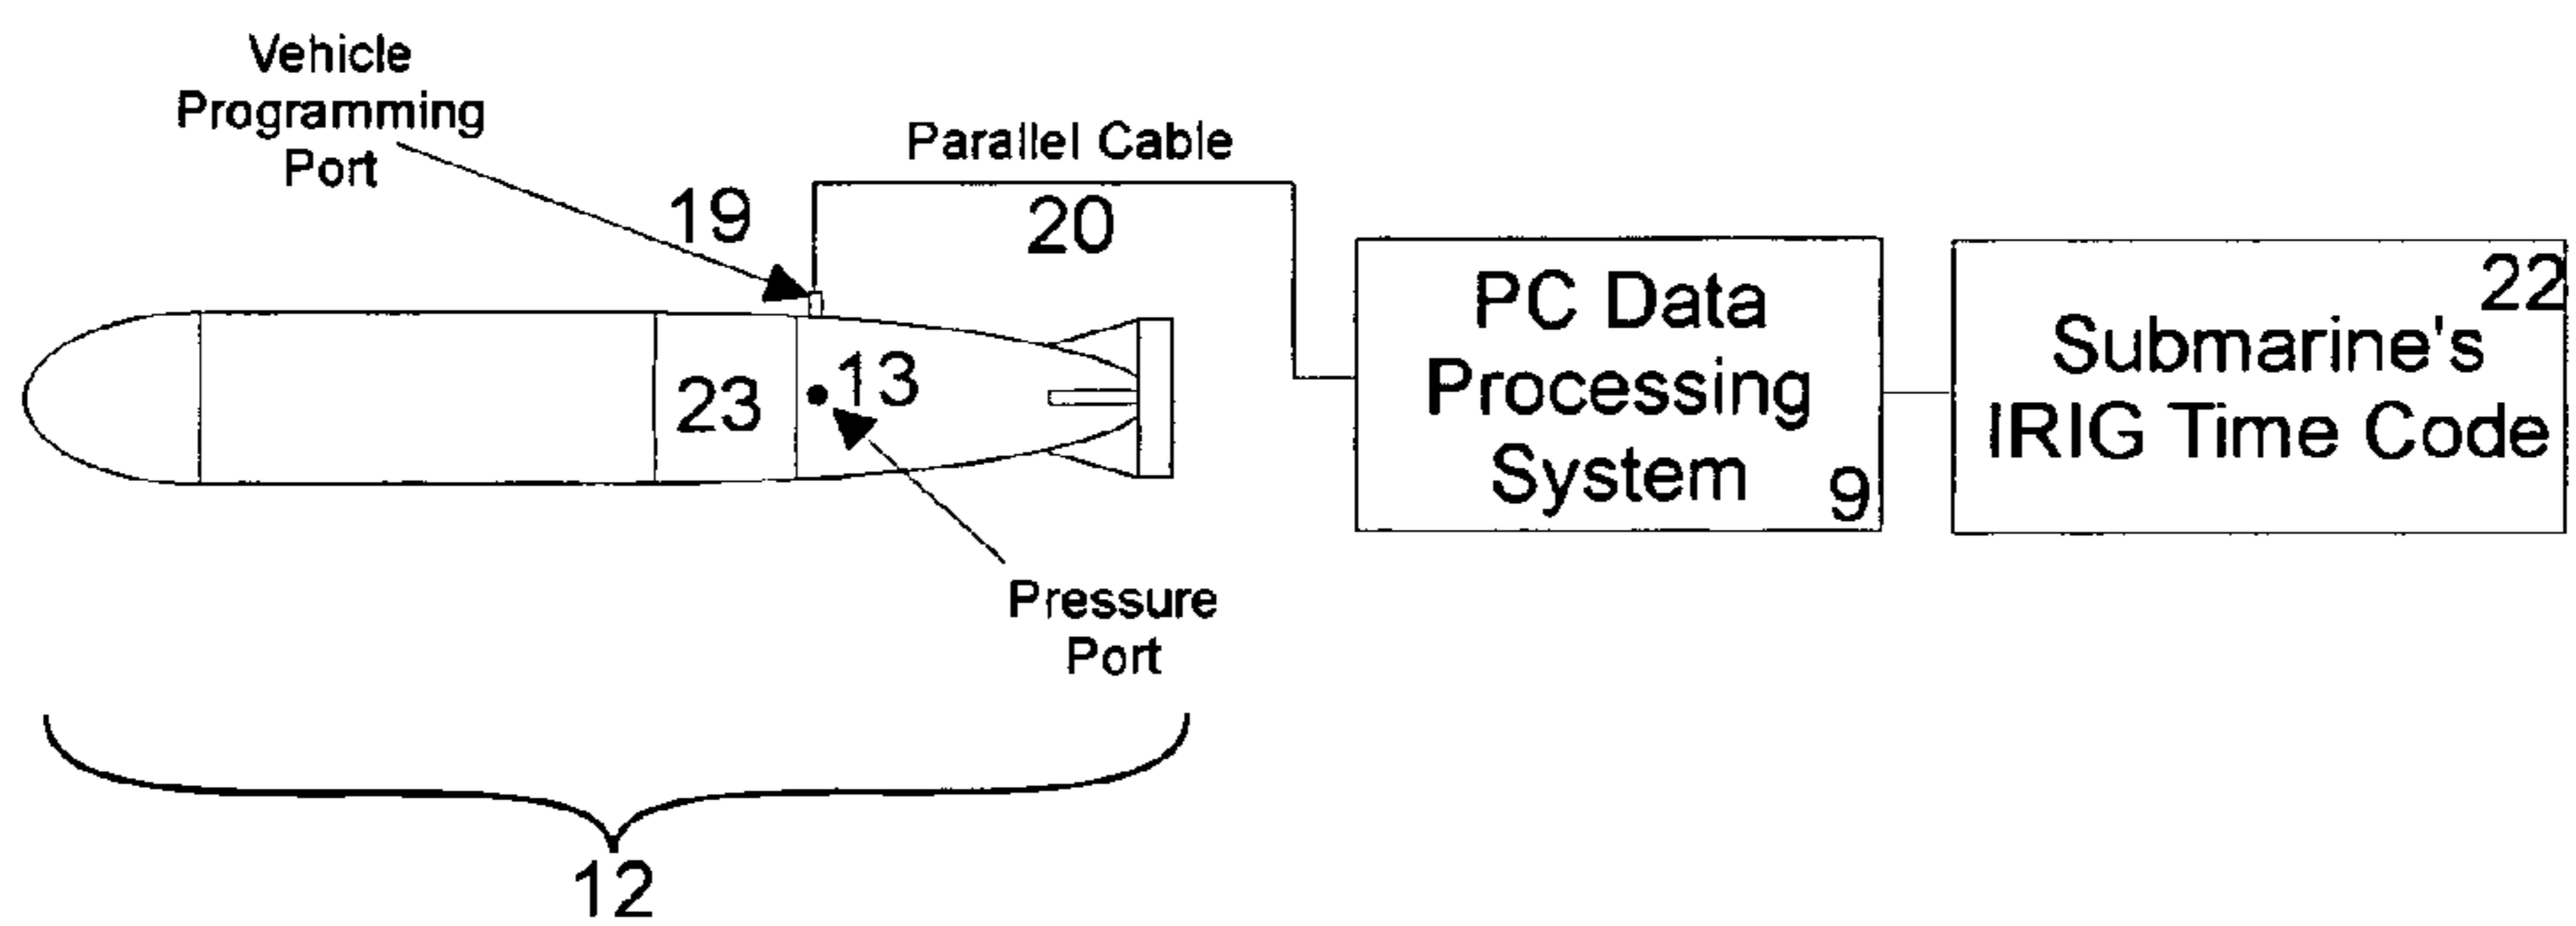 Vehicle
Programming
Port
Parallel Cable
19
20
PC Data
Processing
System
9
22
Submarine's
IRIG Time Code
23
13
Pressure
Port
12